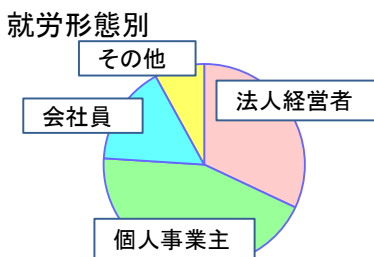 就労形態別
その他
法人経営者
会社員
個人事業主